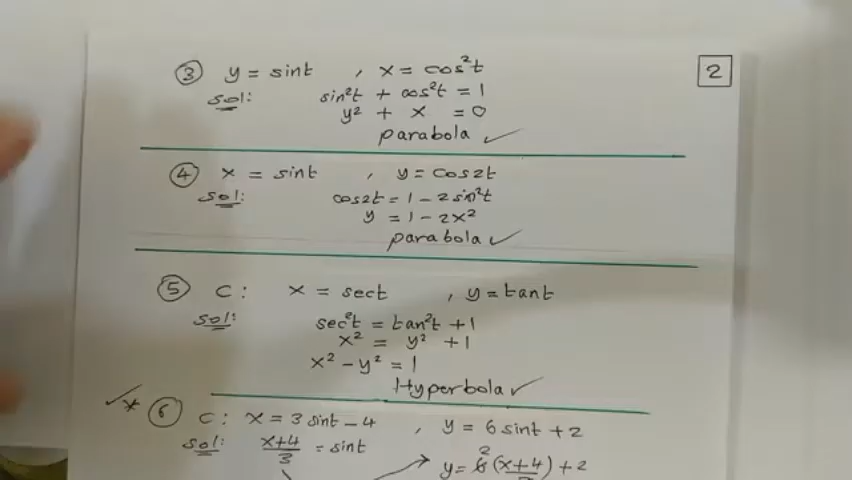 2
③ y = sint , x = cos²t
Sol: sin²t + cos²t = 1
y² + x = 0
parabola ✓
④ x = sint , y = cos2t
Sol: cos2t = 1 - 2 sin²t
y = 1 - 2x²
parabola ✓
⑤ C: x = sect , y = tant
Sol: sec²t = tan²t + 1
x² = y² + 1
x² - y² = 1
Hyperbola ✓
✓* ⑥ C: x = 3 sint - 4 , y = 6 sint + 2
Sol: (x+4)/3 = sint